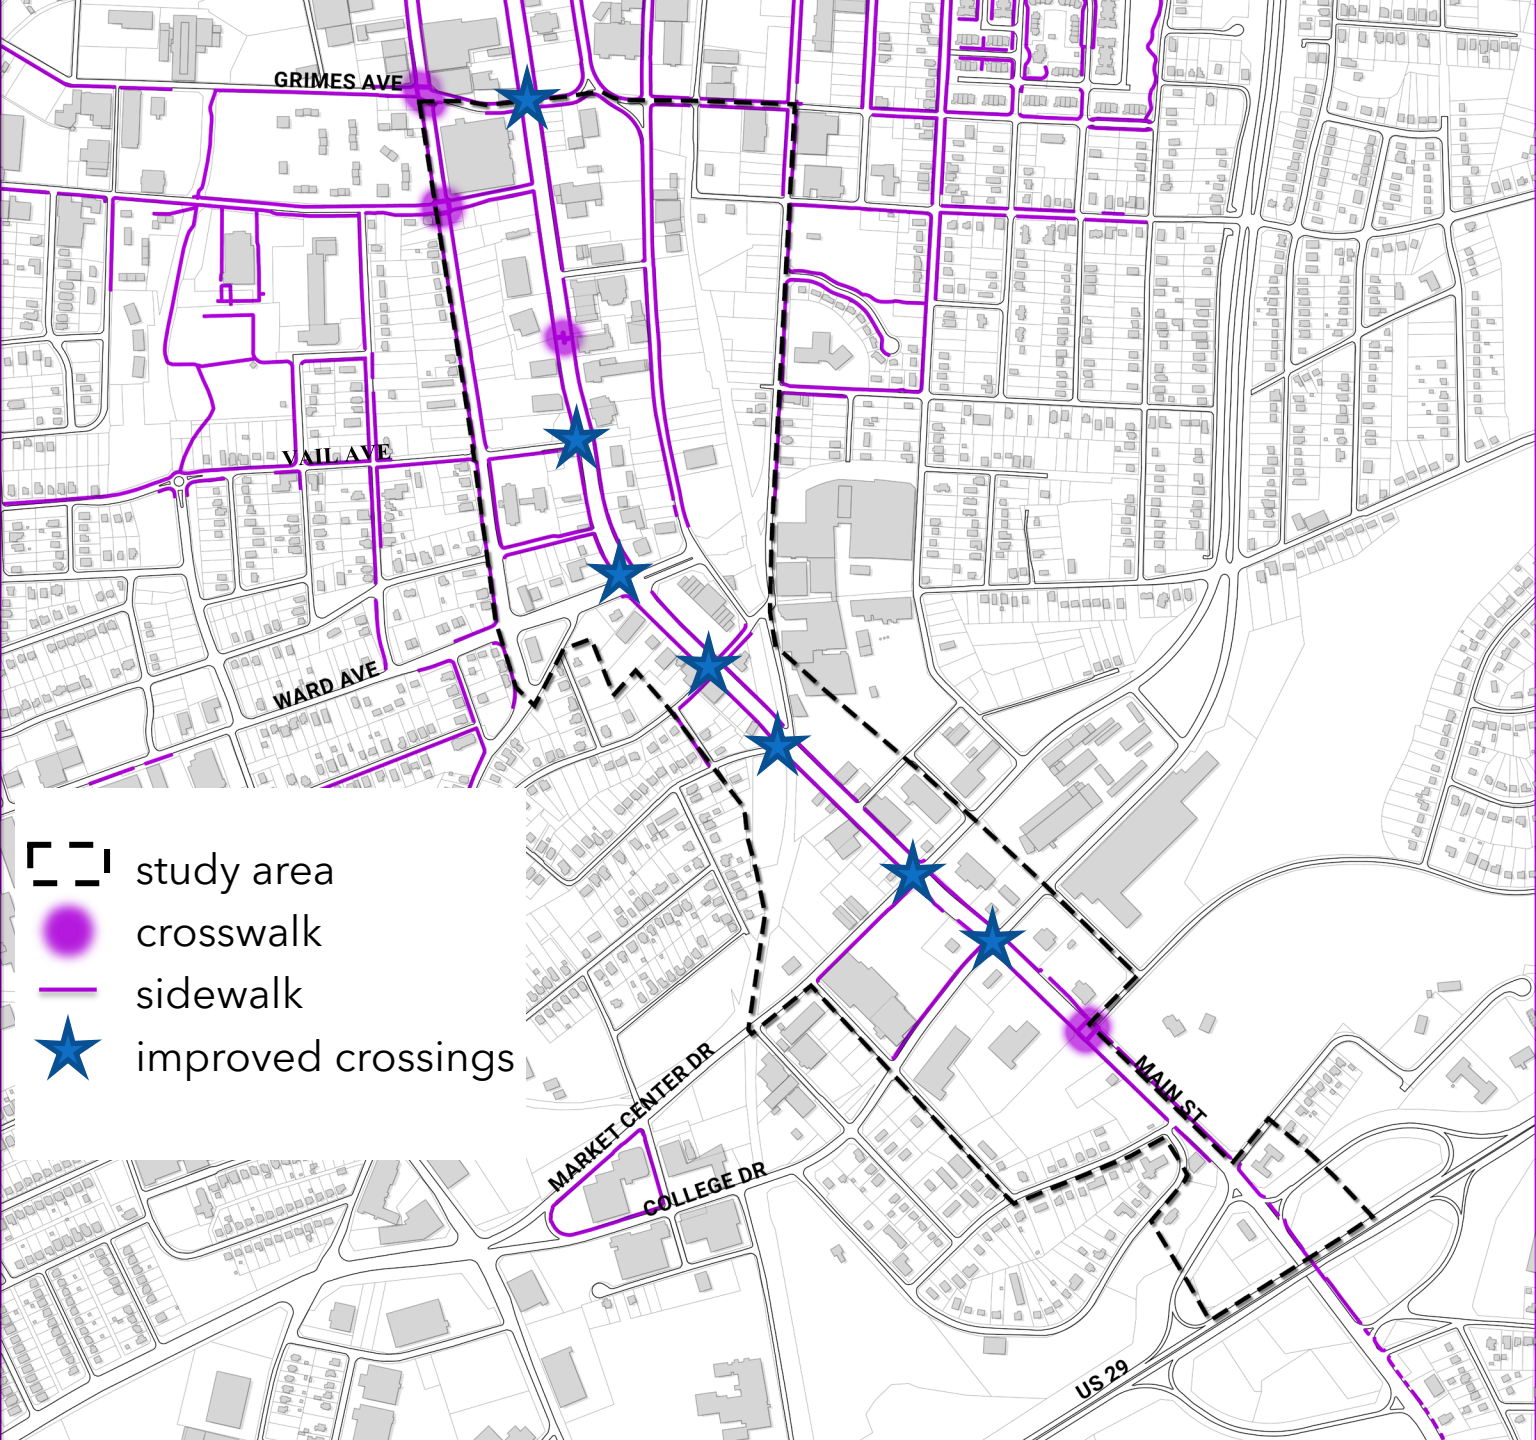 GRIMES AVE
VAIL AVE
WARD AVE
study area
crosswalk
sidewalk
improved crossings
MARKET CENTER DR
MAIN ST
COLLEGE DR
US 29